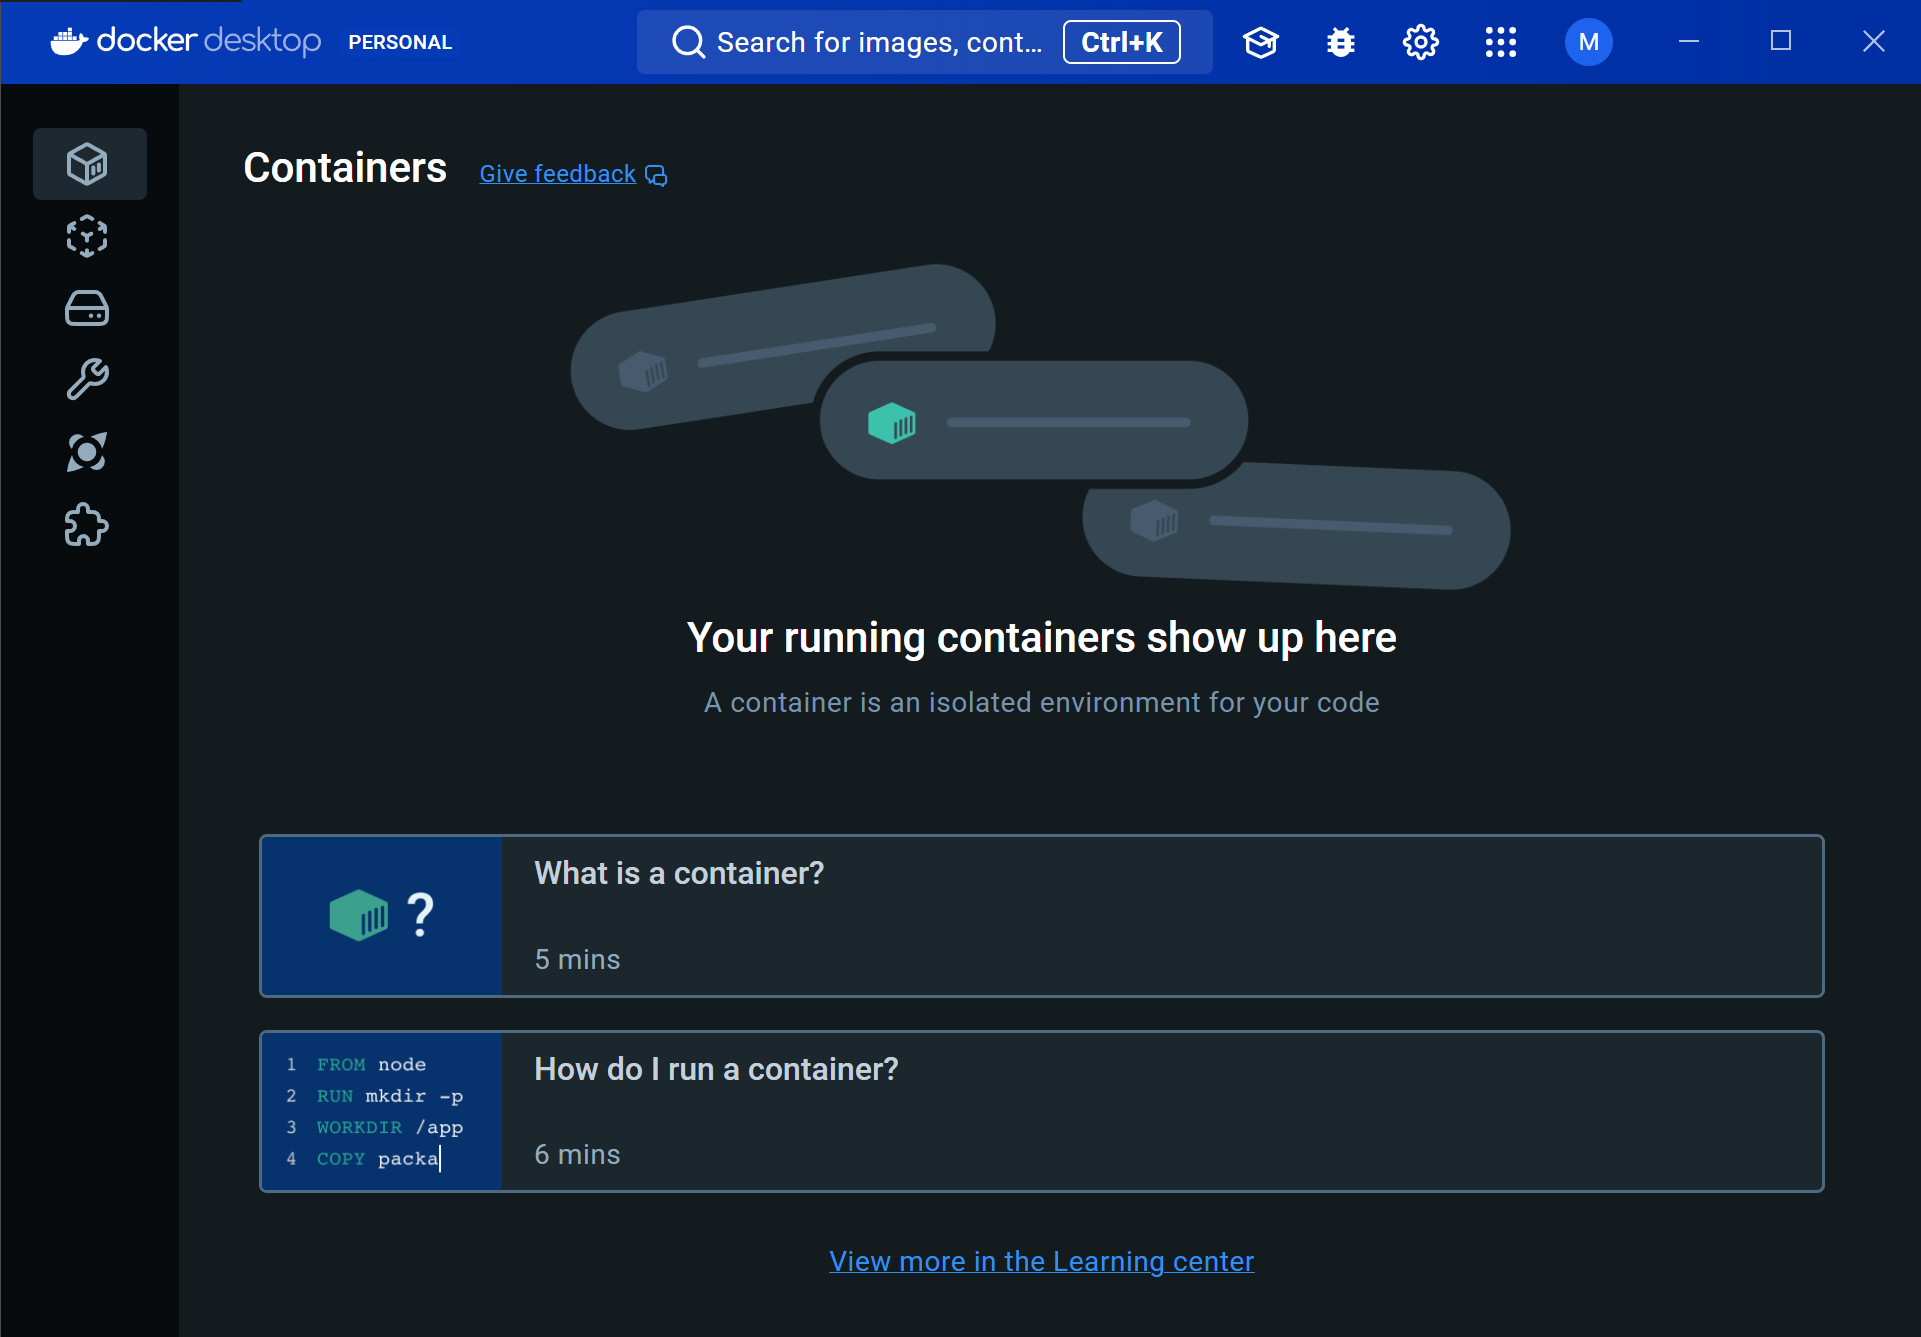 docker desktop PERSONAL
Search for images, cont... Ctrl+K
M
Containers Give feedback
Your running containers show up here
A container is an isolated environment for your code
?
What is a container?
5 mins
1 FROM node
2 RUN mkdir -p
3 WORKDIR /app
4 COPY packa
How do I run a container?
6 mins
View more in the Learning center